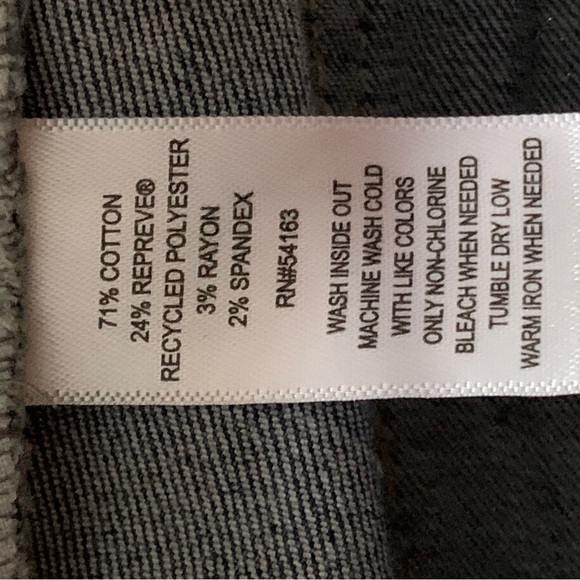 71% COTTON
24% REPREVE®
RECYCLED POLYESTER
3% RAYON
2% SPANDEX
RN#54163
WASH INSIDE OUT
MACHINE WASH COLD
WITH LIKE COLORS
ONLY NON-CHLORINE
BLEACH WHEN NEEDED
TUMBLE DRY LOW
WARM IRON WHEN NEEDED